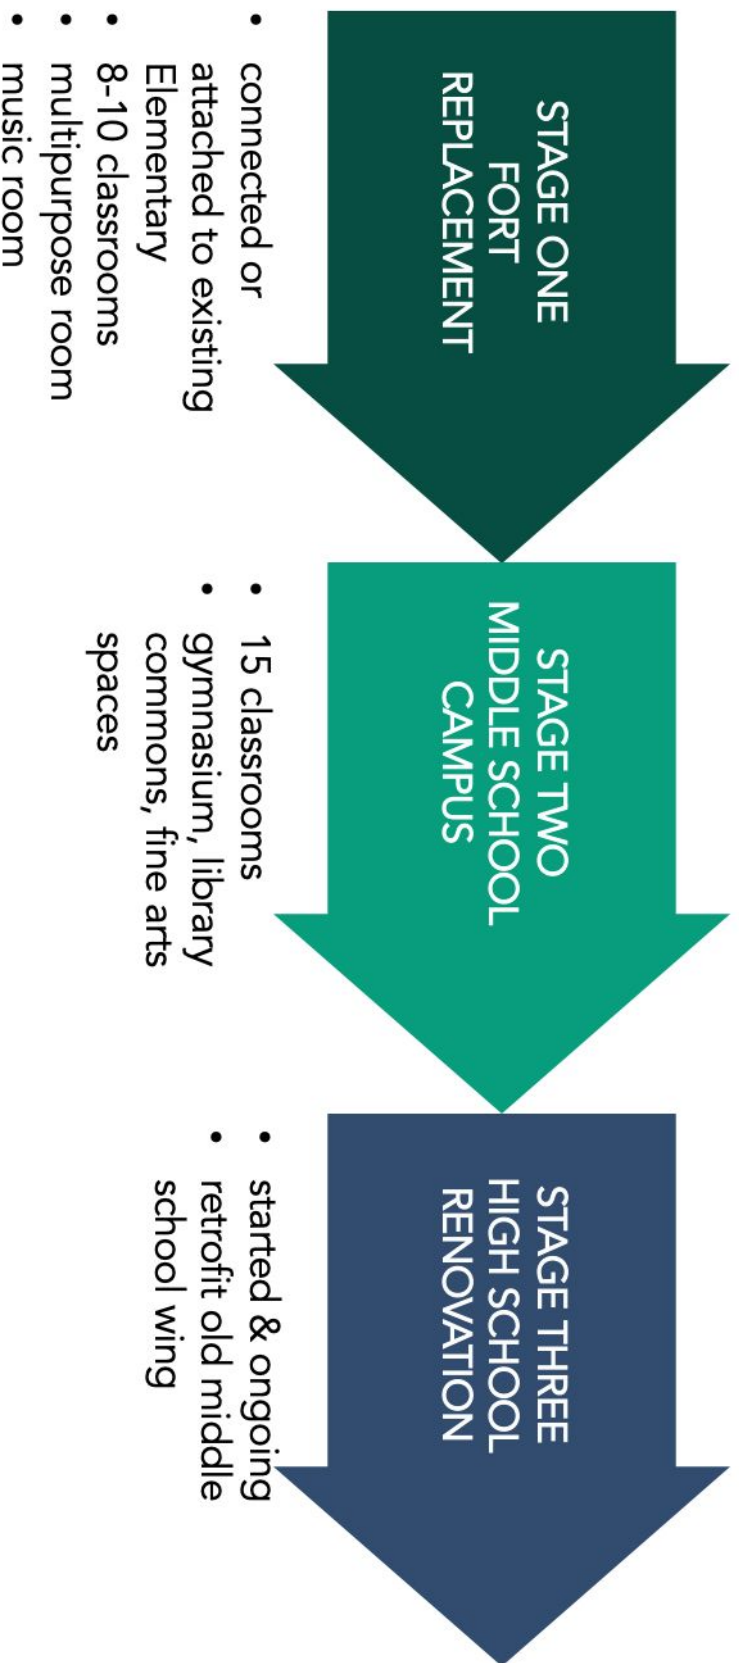 STAGE ONE
FORT
REPLACEMENT
• connected or
attached to existing
Elementary
• 8-10 classrooms
• multipurpose room
• music room
STAGE TWO
MIDDLE SCHOOL
CAMPUS
• 15 classrooms
• gymnasium, library
commons, fine arts
spaces
STAGE THREE
HIGH SCHOOL
RENOVATION
• started & ongoing
• retrofit old middle
school wing